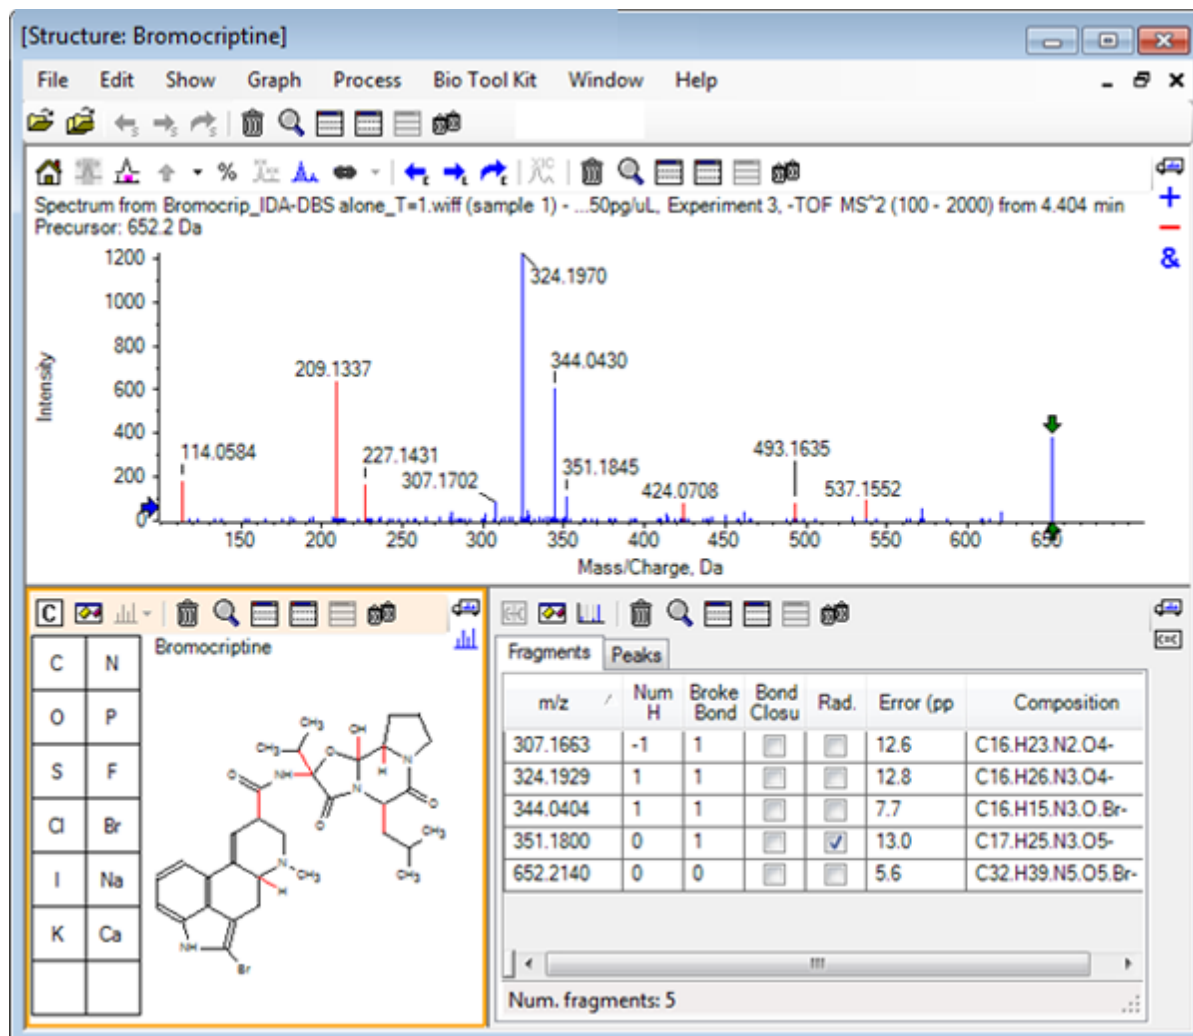 [Structure: Bromocriptine]
File Edit Show Graph Process Bio Tool Kit Window Help
%
Spectrum from Bromocrip_IDA-DBS alone_T=1.wiff (sample 1) - ...50pg/uL, Experiment 3, -TOF MS^2 (100 - 2000) from 4.404 min
Precursor: 652.2 Da
+
&
Intensity
1200
1000
800
600
400
200
0
324.1970
344.0430
209.1337
114.0584
227.1431
307.1702
351.1845
424.0708
493.1635
537.1552
150 200 250 300 350 400 450 500 550 600 650
Mass/Charge, Da
C
Bromocriptine
C N
O P
S F
Cl Br
I Na
K Ca
CH3
OH
CH3
O
H
N
O
NH
N
O
O
CH3
CH3
N
CH3
H
NH
Br
Fragments Peaks
m/z Num H Broke Bond Bond Closu Rad. Error (pp Composition
307.1663 -1 1 12.6 C16.H23.N2.O4-
324.1929 1 1 12.8 C16.H26.N3.O4-
344.0404 1 1 7.7 C16.H15.N3.O.Br-
351.1800 0 1 13.0 C17.H25.N3.O5-
652.2140 0 0 5.6 C32.H39.N5.O5.Br-
Num. fragments: 5